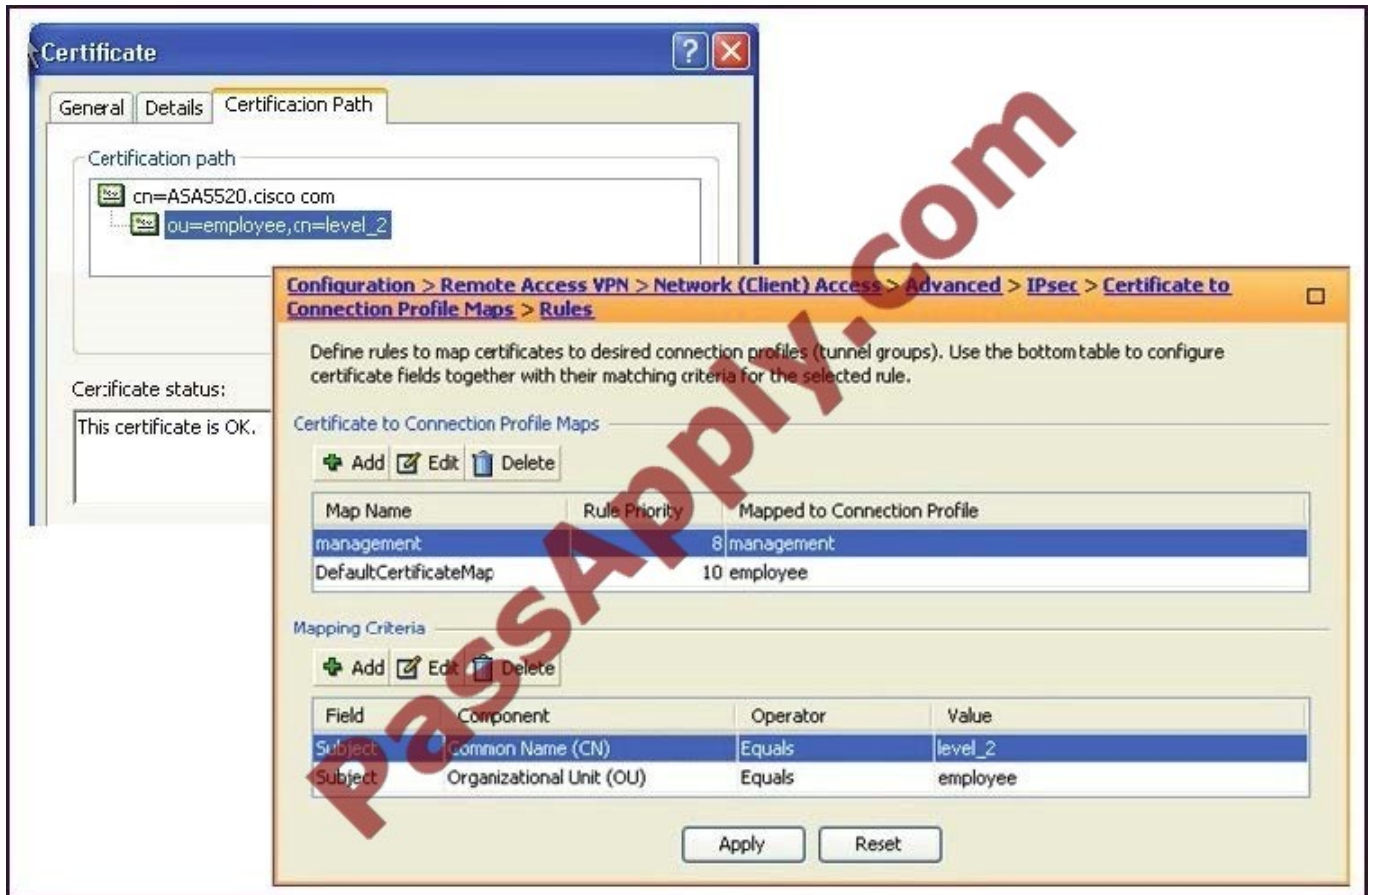 Certificate
General Details Certification Path
Certification path
cn=ASA5520.cisco com
ou=employee,cn=level_2
Certificate status:
This certificate is OK.
Configuration > Remote Access VPN > Network (Client) Access > Advanced > IPsec > Certificate to
Connection Profile Maps > Rules
Define rules to map certificates to desired connection profiles (tunnel groups). Use the bottom table to configure
certificate fields together with their matching criteria for the selected rule.
Certificate to Connection Profile Maps
Add Edit Delete
Map Name Rule Priority Mapped to Connection Profile
management 8 management
DefaultCertificateMap 10 employee
Mapping Criteria
Add Edit Delete
Field Component Operator Value
Subject Common Name (CN) Equals level_2
Subject Organizational Unit (OU) Equals employee
Apply Reset
PassApply.com